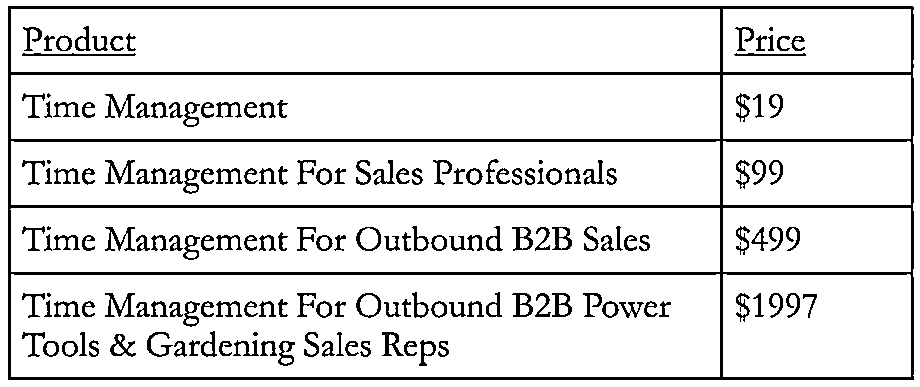 Product Price
Time Management $19
Time Management For Sales Professionals $99
Time Management For Outbound B2B Sales $499
Time Management For Outbound B2B Power $1997
Tools & Gardening Sales Reps